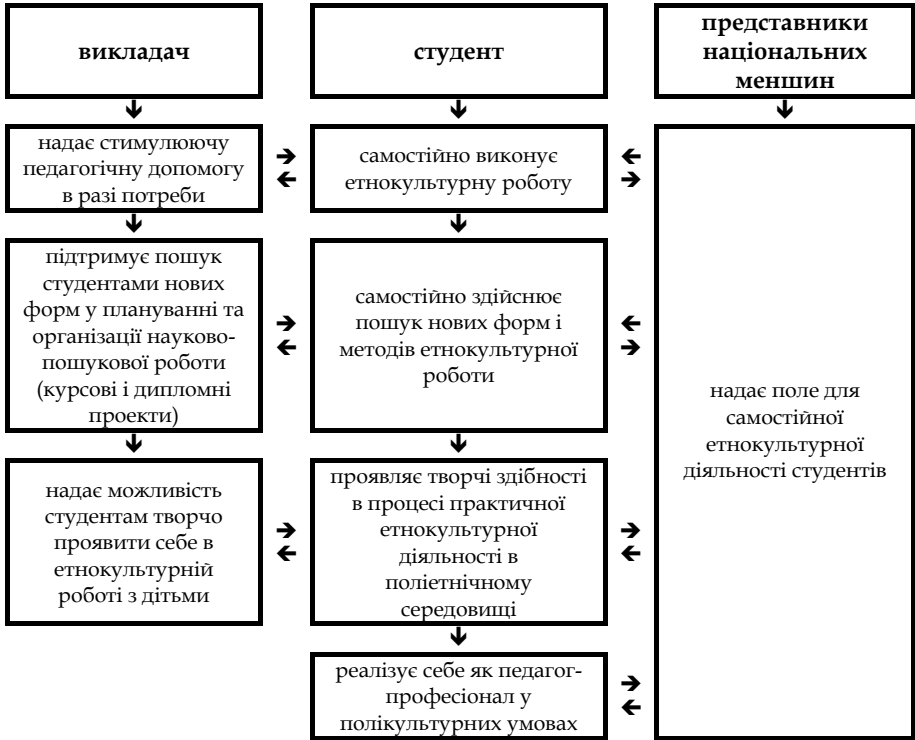 викладач
студент
представники
національних
меншин
надає стимулюючу
педагогічну допомогу
в разі потреби
самостійно виконує
етнокультурну роботу
підтримує пошук
студентами нових
форм у плануванні та
організації науково-
пошукової роботи
(курсові і дипломні
проекти)
самостійно здійснює
пошук нових форм і
методів етнокультурної
роботи
надає поле для
самостійної
етнокультурної
діяльності студентів
надає можливість
студентам творчо
проявити себе в
етнокультурній
роботі з дітьми
проявляє творчі здібності
в процесі практичної
етнокультурної
діяльності в
поліетнічному
середовищі
реалізує себе як педагог-
професіонал у
полікультурних умовах